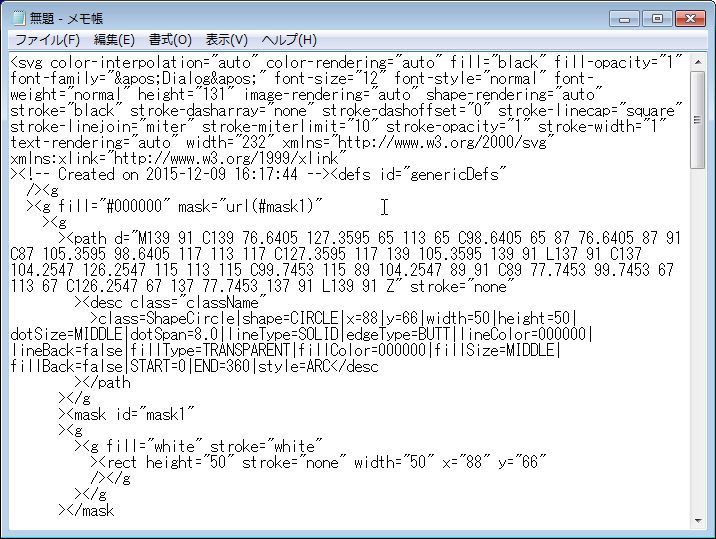 無題 - メモ帳
ファイル(F) 編集(E) 書式(O) 表示(V) ヘルプ(H)
<svg color-interpolation="auto" color-rendering="auto" fill="black" fill-opacity="1"
font-family="&apos;Dialog&apos;" font-size="12" font-style="normal" font-
weight="normal" height="131" image-rendering="auto" shape-rendering="auto"
stroke="black" stroke-dasharray="none" stroke-dashoffset="0" stroke-linecap="square"
stroke-linejoin="miter" stroke-miterlimit="10" stroke-opacity="1" stroke-width="1"
text-rendering="auto" width="232" xmlns="http://www.w3.org/2000/svg"
xmlns:xlink="http://www.w3.org/1999/xlink"
><!-- Created on 2015-12-09 16:17:44 --><defs id="genericDefs"
  /><g
  ><g fill="#000000" mask="url(#mask1)"
    ><g
      ><path d="M139 91 C139 76.6405 127.3595 65 113 65 C98.6405 65 87 76.6405 87 91
C87 105.3595 98.6405 117 113 117 C127.3595 117 139 105.3595 139 91 L137 91 C137
104.2547 126.2547 115 113 115 C99.7453 115 89 104.2547 89 91 C89 77.7453 99.7453 67
113 67 C126.2547 67 137 77.7453 137 91 L139 91 Z" stroke="none"
        ><desc class="className"
          >class=ShapeCircle|shape=CIRCLE|x=88|y=66|width=50|height=50|
dotSize=MIDDLE|dotSpan=8.0|lineType=SOLID|edgeType=BUTT|lineColor=000000|
lineBack=false|fillType=TRANSPARENT|fillColor=000000|fillSize=MIDDLE|
fillBack=false|START=0|END=360|style=ARC</desc
        ></path
      ></g
      ><mask id="mask1"
      ><g
        ><g fill="white" stroke="white"
          ><rect height="50" stroke="none" width="50" x="88" y="66"
          /></g
        ></g
      ></mask